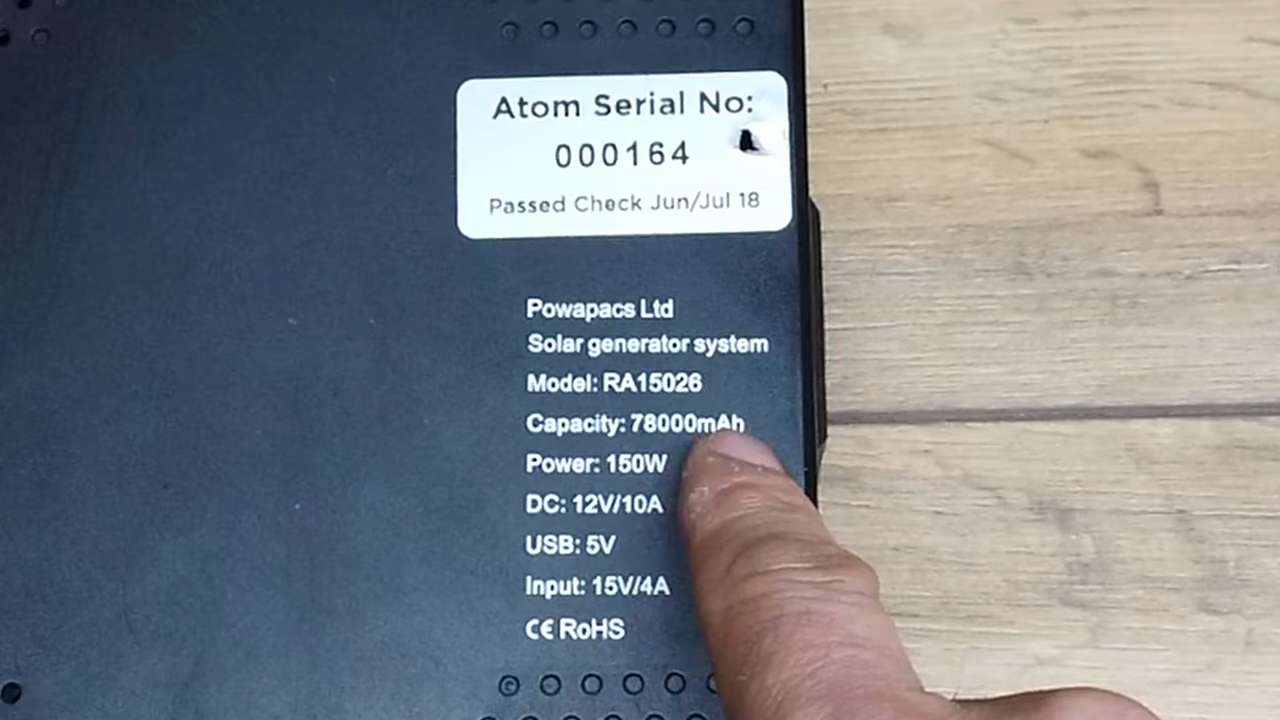 Atom Serial No:
000164
Passed Check Jun/Jul 18
Powapacs Ltd
Solar generator system
Model: RA15026
Capacity: 78000mAh
Power: 150W
DC: 12V/10A
USB: 5V
Input: 15V/4A
CE RoHS